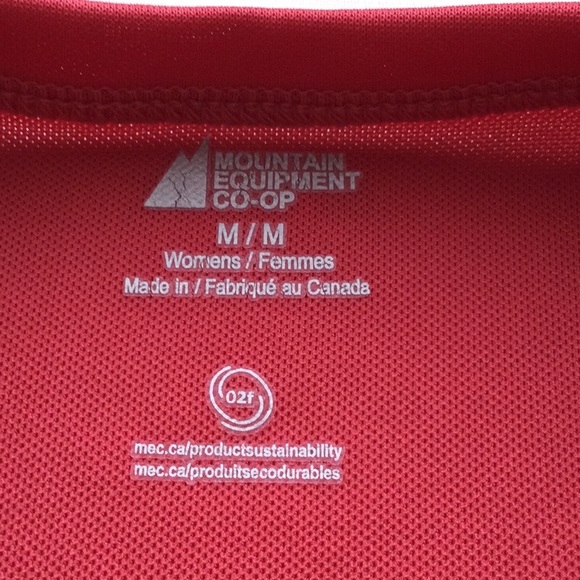 MOUNTAIN
EQUIPMENT
CO-OP
M / M
Womens / Femmes
Made in / Fabriqué au Canada
02f
mec.ca/productsustainability
mec.ca/produitsecodurables